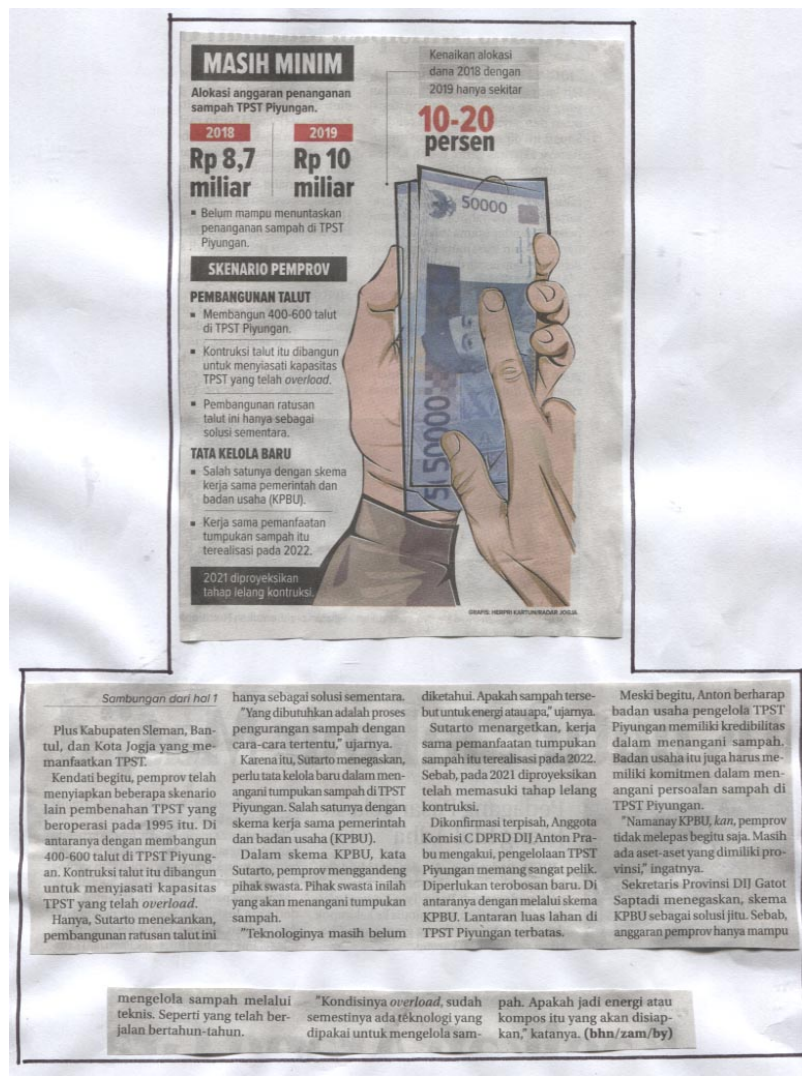 MASIH MINIM
Alokasi anggaran penanganan
sampah TPST Piyungan.
2018
Rp 8,7
miliar
2019
Rp 10
miliar
▪ Belum mampu menuntaskan
penanganan sampah di TPST
Piyungan.
Kenaikan alokasi
dana 2018 dengan
2019 hanya sekitar
10-20
persen
SKENARIO PEMPROV
PEMBANGUNAN TALUT
▪ Membangun 400-600 talut
di TPST Piyungan.
▪ Kontruksi talut itu dibangun
untuk menyiasati kapasitas
TPST yang telah overload.
▪ Pembangunan ratusan
talut ini hanya sebagai
solusi sementara.
TATA KELOLA BARU
▪ Salah satunya dengan skema
kerja sama pemerintah dan
badan usaha (KPBU).
▪ Kerja sama pemanfaatan
tumpukan sampah itu
terealisasi pada 2022.
2021 diproyeksikan
tahap lelang kontruksi.
50000
50000
GRAFIS: HERPRI KARTUN/RADAR JOGJA
Sambungan dari hal 1
Plus Kabupaten Sleman, Ban-
tul, dan Kota Jogja yang me-
manfaatkan TPST.
Kendati begitu, pemprov telah
menyiapkan beberapa skenario
lain pembenahan TPST yang
beroperasi pada 1995 itu. Di
antaranya dengan membangun
400-600 talut di TPST Piyung-
an. Kontruksi talut itu dibangun
untuk menyiasati kapasitas
TPST yang telah overload.
Hanya, Sutarto menekankan,
pembangunan ratusan talut ini
hanya sebagai solusi sementara.
"Yang dibutuhkan adalah proses
pengurangan sampah dengan
cara-cara tertentu," ujarnya.
Karena itu, Sutarto menegaskan,
perlu tata kelola baru dalam men-
angani tumpukan sampah di TPST
Piyungan. Salah satunya dengan
skema kerja sama pemerintah
dan badan usaha (KPBU).
Dalam skema KPBU, kata
Sutarto, pemprov menggandeng
pihak swasta. Pihak swasta inilah
yang akan menangani tumpukan
sampah.
"Teknologinya masih belum
diketahui. Apakah sampah terse-
but untuk energi atau apa," ujarnya.
Sutarto menargetkan, kerja
sama pemanfaatan tumpukan
sampah itu terealisasi pada 2022.
Sebab, pada 2021 diproyeksikan
telah memasuki tahap lelang
kontruksi.
Dikonfirmasi terpisah, Anggota
Komisi C DPRD DIJ Anton Pra-
bu mengakui, pengelolaan TPST
Piyungan memang sangat pelik.
Diperlukan terobosan baru. Di
antaranya dengan melalui skema
KPBU. Lantaran luas lahan di
TPST Piyungan terbatas.
Meski begitu, Anton berharap
badan usaha pengelola TPST
Piyungan memiliki kredibilitas
dalam menangani sampah.
Badan usaha itu juga harus me-
miliki komitmen dalam men-
angani persoalan sampah di
TPST Piyungan.
"Namanay KPBU, kan, pemprov
tidak melepas begitu saja. Masih
ada aset-aset yang dimiliki pro-
vinsi," ingatnya.
Sekretaris Provinsi DIJ Gatot
Saptadi menegaskan, skema
KPBU sebagai solusi jitu. Sebab,
anggaran pemprov hanya mampu
mengelola sampah melalui
teknis. Seperti yang telah ber-
jalan bertahun-tahun.
"Kondisinya overload, sudah
semestinya ada teknologi yang
dipakai untuk mengelola sam-
pah. Apakah jadi energi atau
kompos itu yang akan disiap-
kan," katanya. (bhn/zam/by)